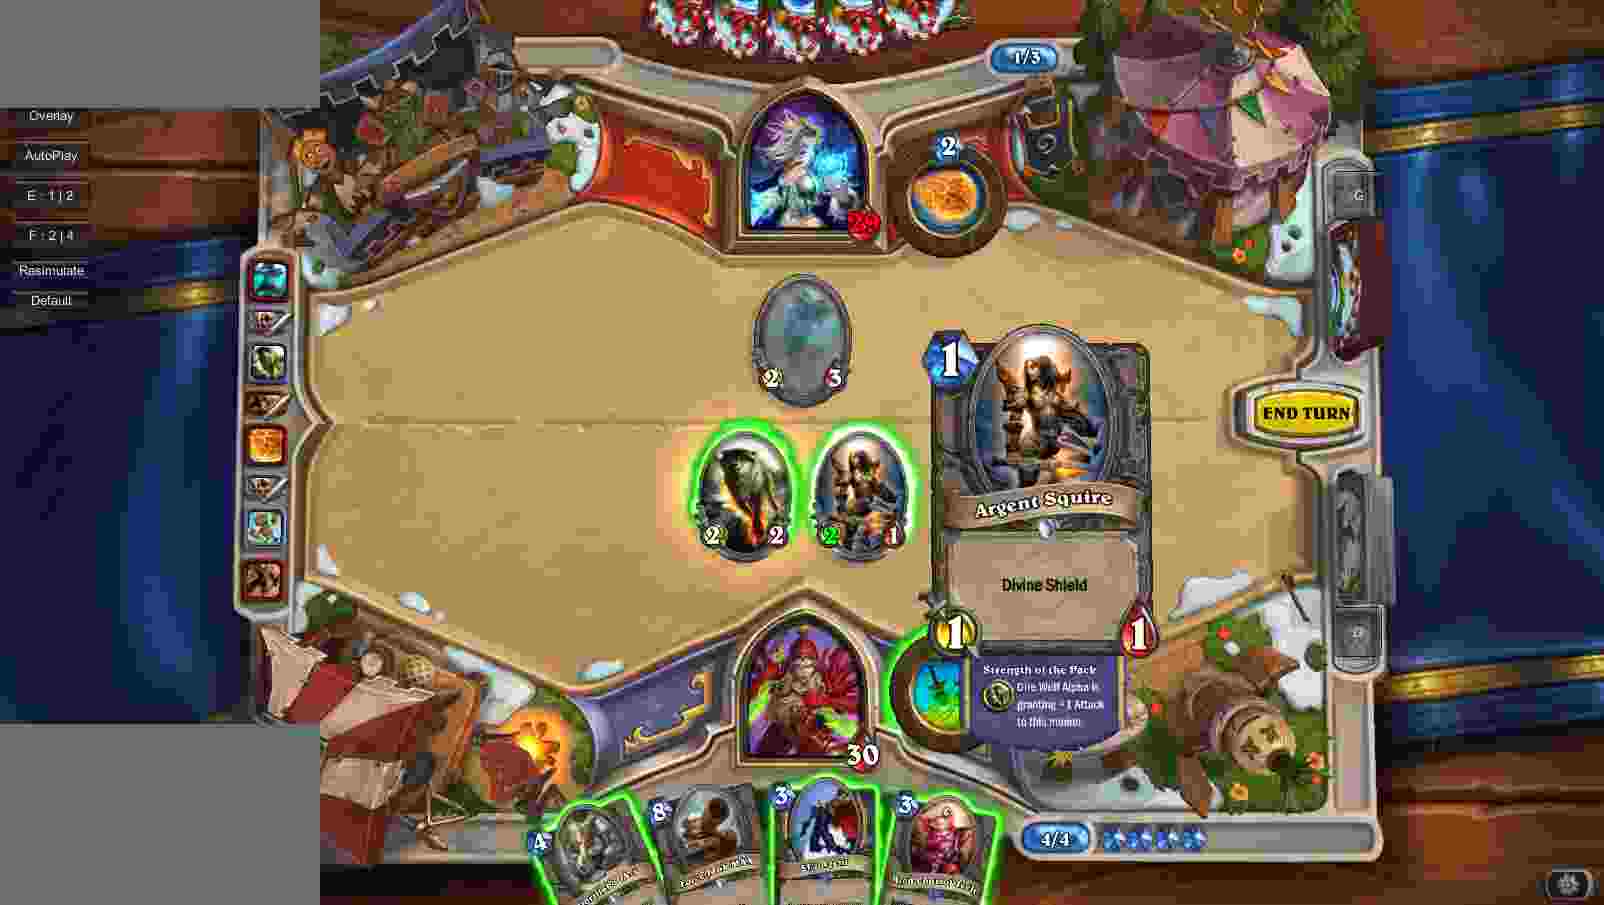 1/3
Overlay
2
AutoPlay
E : 1 | 2
F : 2 | 4
Rasimulate
Default
2
3
1
END TURN
Argent Squire
2
2
2
1
Divine Shield
1
1
Strength of the Pack
Dire Wolf Alpha is
granting +1 Attack
to this minion.
30
4
8
3
3
4/4